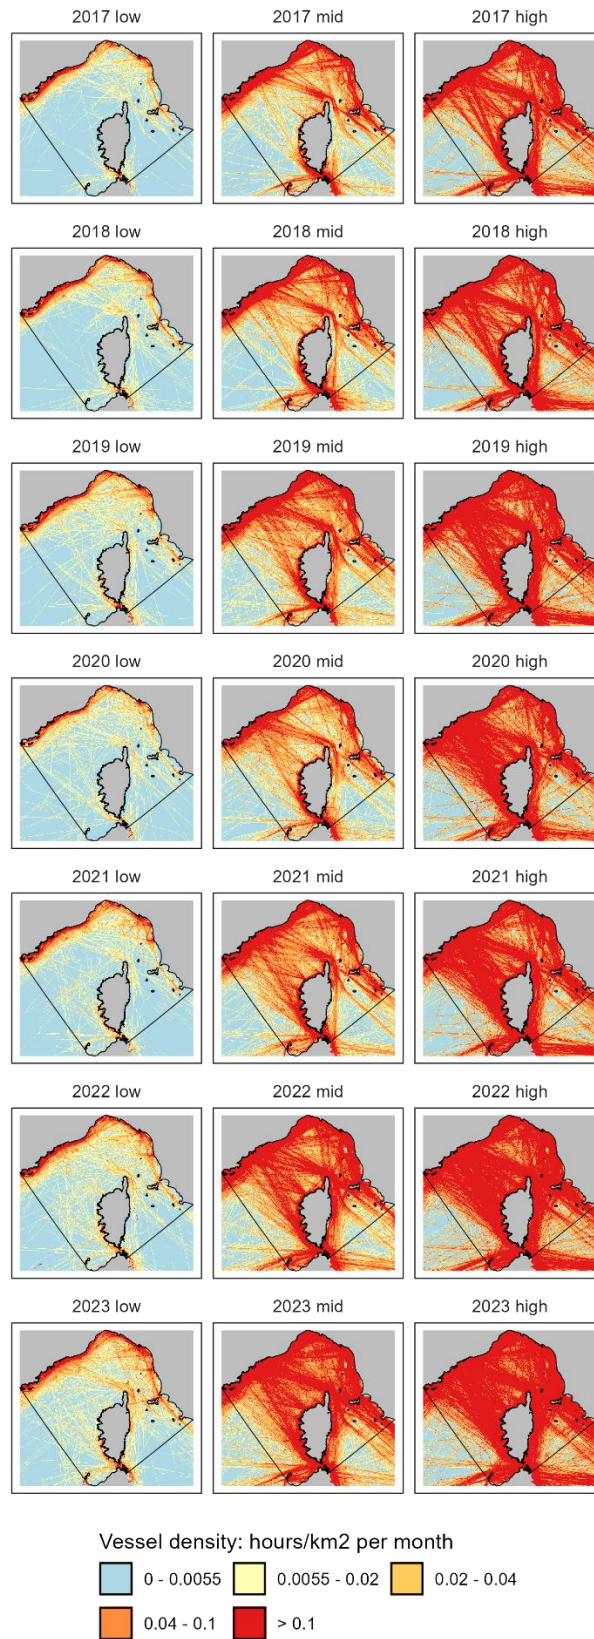 2017 low 2017 mid 2017 high
2018 low 2018 mid 2018 high
2019 low 2019 mid 2019 high
2020 low 2020 mid 2020 high
2021 low 2021 mid 2021 high
2022 low 2022 mid 2022 high
2023 low 2023 mid 2023 high
Vessel density: hours/km2 per month
0 - 0.0055 0.0055 - 0.02 0.02 - 0.04
0.04 - 0.1 > 0.1